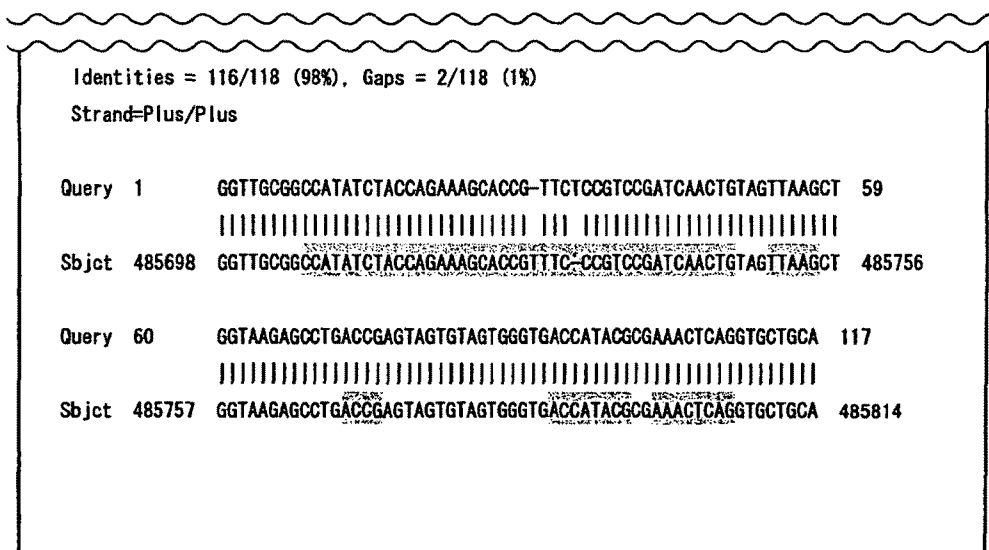 Identities = 116/118 (98%), Gaps = 2/118 (1%)
Strand=Plus/Plus
Query 1 GGTTGCGGCCATATCTACCAGAAAGCACCG-TTCTCCGTCCGATCAACTGTAGTTAAGCT 59
|||||||||||||||||||||||||||||| ||| |||||||||||||||||||||||||
Sbjct 485698 GGTTGCGGCCATATCTACCAGAAAGCACCGTTTC-CCGTCCGATCAACTGTAGTTAAGCT 485756
Query 60 GGTAAGAGCCTGACCGAGTAGTGTAGTGGGTGACCATACGCGAAACTCAGGTGCTGCA 117
||||||||||||||||||||||||||||||||||||||||||||||||||||||||||
Sbjct 485757 GGTAAGAGCCTGACCGAGTAGTGTAGTGGGTGACCATACGCGAAACTCAGGTGCTGCA 485814